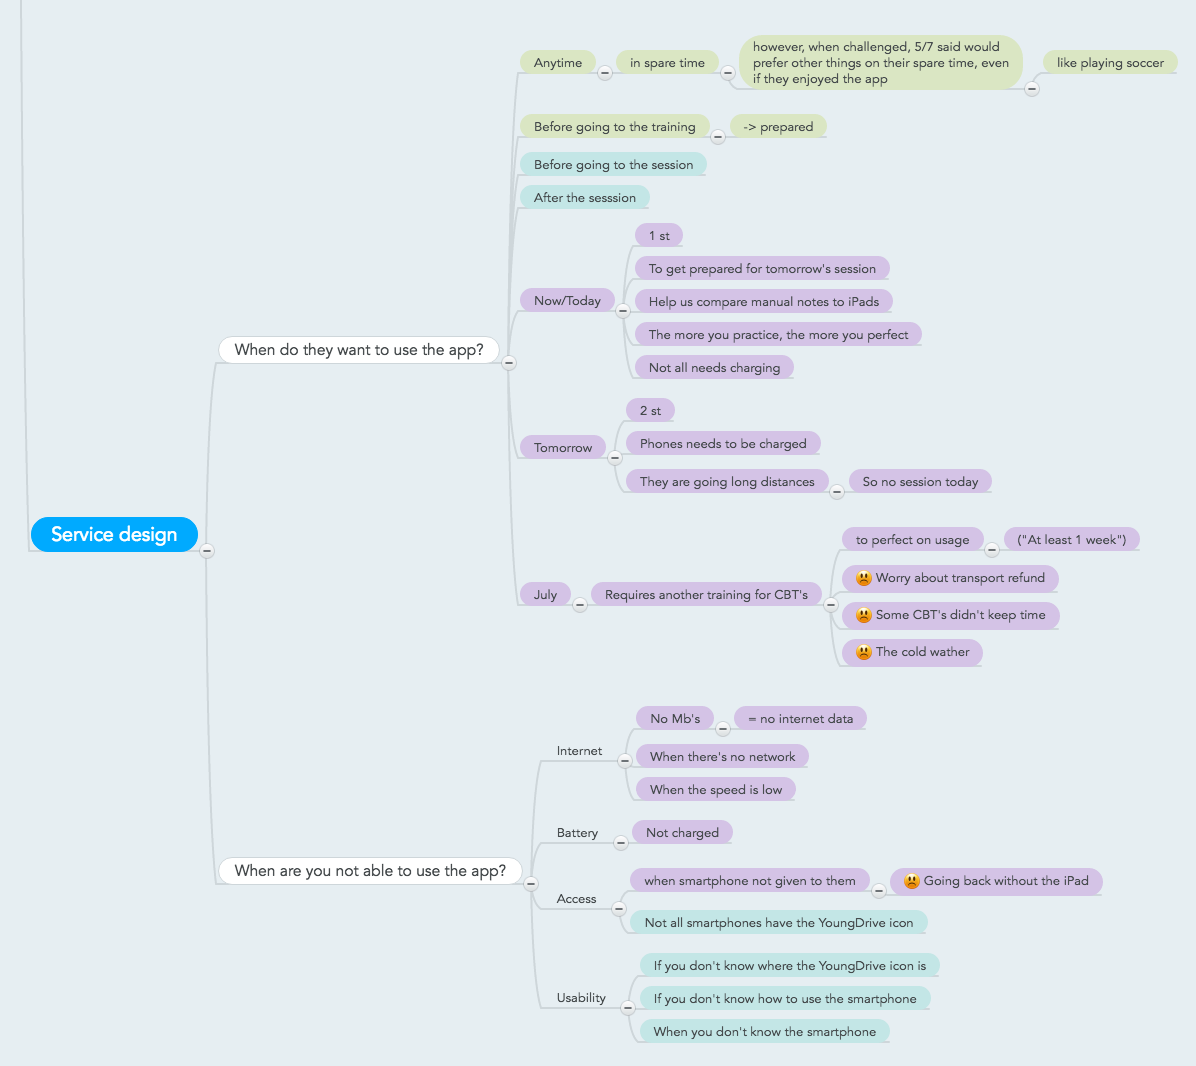 Service design
When do they want to use the app?
Anytime
in spare time
however, when challenged, 5/7 said would
prefer other things on their spare time, even
if they enjoyed the app
like playing soccer
Before going to the training
-> prepared
Before going to the session
After the sesssion
Now/Today
1 st
To get prepared for tomorrow's session
Help us compare manual notes to iPads
The more you practice, the more you perfect
Not all needs charging
Tomorrow
2 st
Phones needs to be charged
They are going long distances
So no session today
July
Requires another training for CBT's
to perfect on usage
("At least 1 week")
Worry about transport refund
Some CBT's didn't keep time
The cold wather
When are you not able to use the app?
Internet
No Mb's
= no internet data
When there's no network
When the speed is low
Battery
Not charged
Access
when smartphone not given to them
Going back without the iPad
Not all smartphones have the YoungDrive icon
Usability
If you don't know where the YoungDrive icon is
If you don't know how to use the smartphone
When you don't know the smartphone